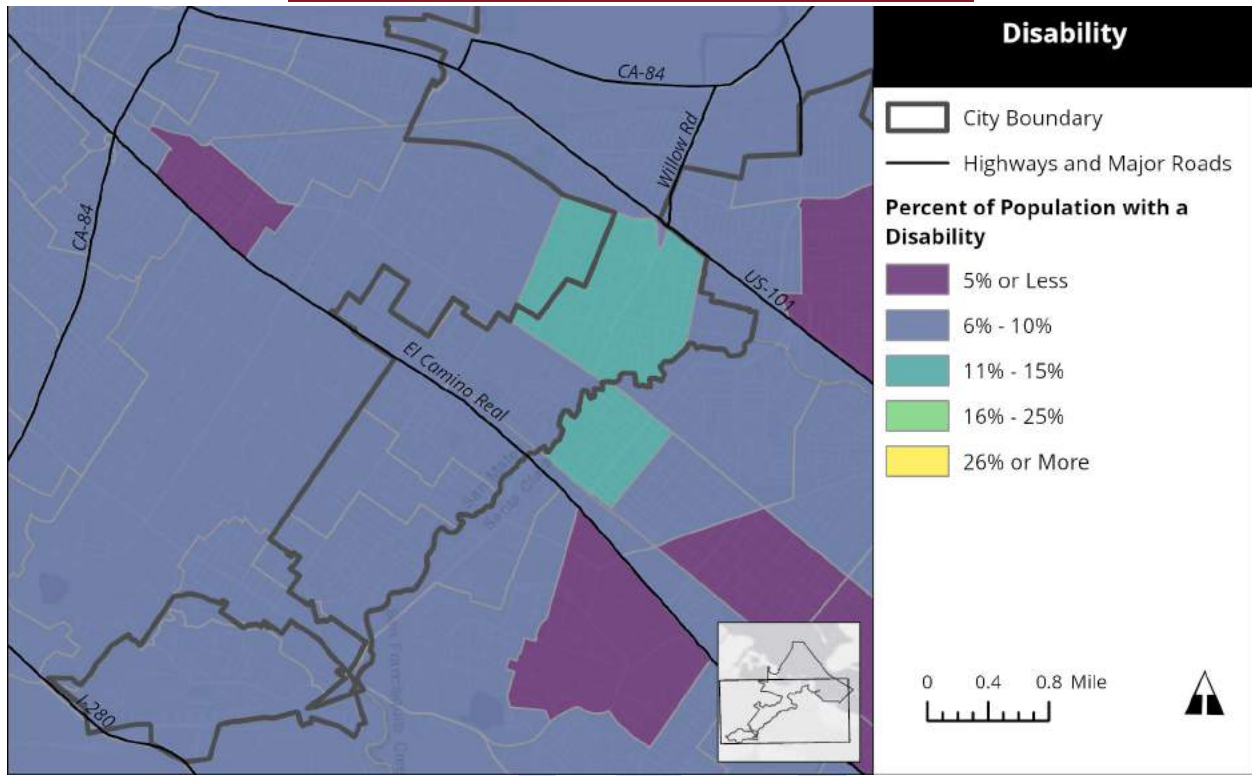 Disability
City Boundary
Highways and Major Roads
Percent of Population with a
Disability
5% or Less
6% - 10%
11% - 15%
16% - 25%
26% or More
0 0.4 0.8 Mile
CA-84
Willow Rd
CA-84
US-101
El Camino Real
San Mateo
I-280